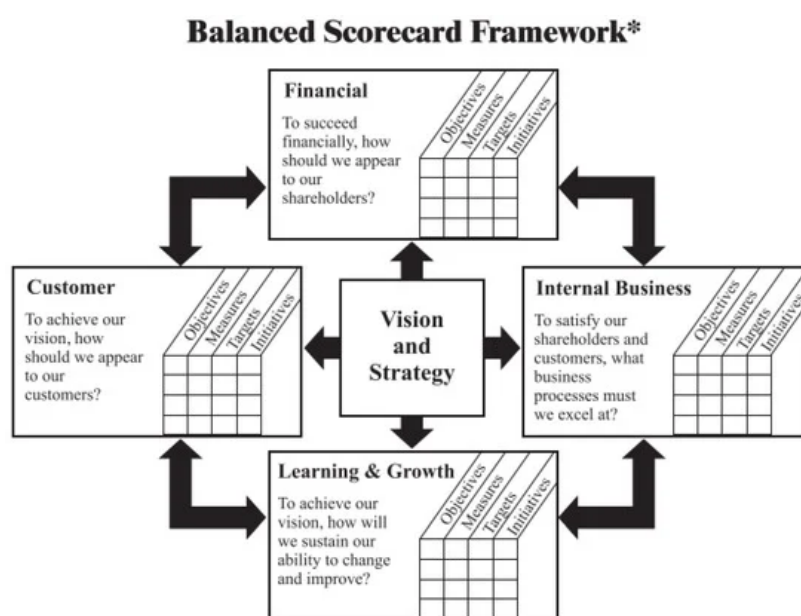 Balanced Scorecard Framework*
Financial
To succeed
financially, how
should we appear
to our
shareholders?
Objectives
Measures
Targets
Initiatives
Customer
To achieve our
vision, how
should we appear
to our
customers?
Objectives
Measures
Targets
Initiatives
Vision
and
Strategy
Internal Business
To satisfy our
shareholders and
customers, what
business
processes must
we excel at?
Objectives
Measures
Targets
Initiatives
Learning & Growth
To achieve our
vision, how will
we sustain our
ability to change
and improve?
Objectives
Measures
Targets
Initiatives